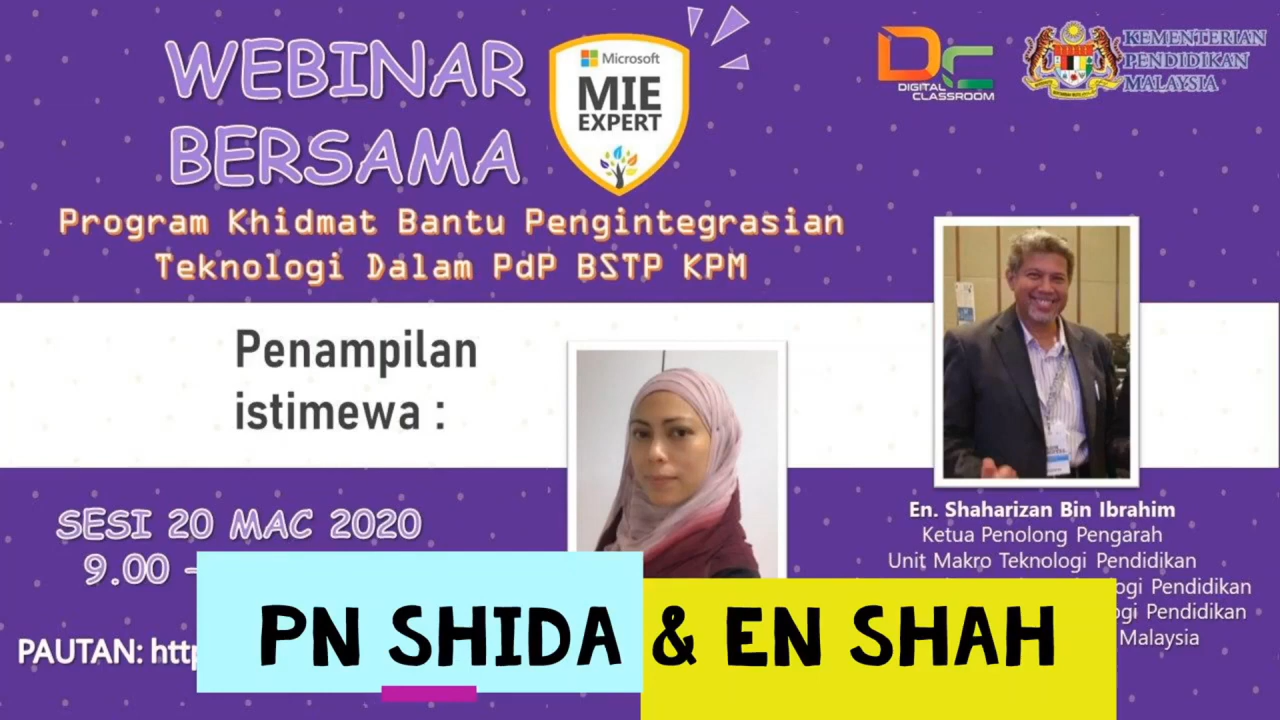 WEBINAR
BERSAMA
Microsoft
MIE
EXPERT
DIGITAL
CLASSROOM
KEMENTERIAN
PENDIDIKAN
MALAYSIA
Program Khidmat Bantu Pengintegrasian
Teknologi Dalam PdP BSTP KPM
Penampilan
istimewa :
SESI 20 MAC 2020
9.00 -
PAUTAN: http
En. Shaharizan Bin Ibrahim
Ketua Penolong Pengarah
Unit Makro Teknologi Pendidikan
ogi Pendidikan
ogi Pendidikan
Malaysia
PN SHIDA & EN SHAH